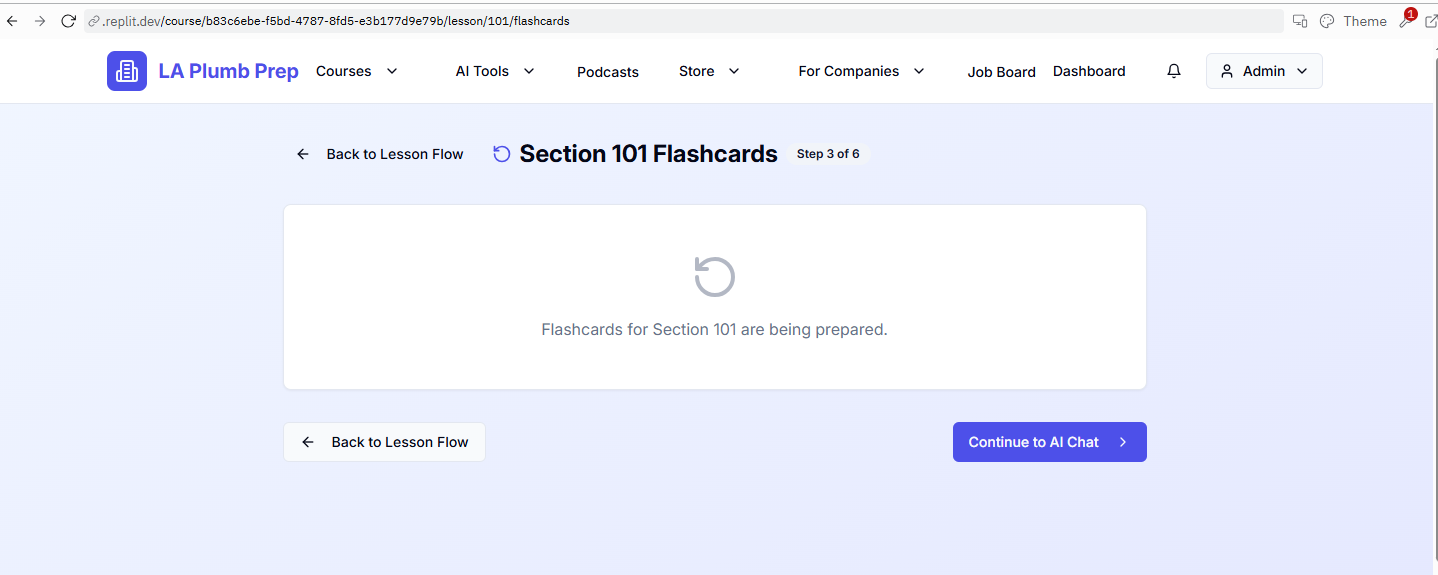 .replit.dev/course/b83c6ebe-f5bd-4787-8fd5-e3b177d9e79b/lesson/101/flashcards
Theme
1
LA Plumb Prep
Courses
AI Tools
Podcasts
Store
For Companies
Job Board
Dashboard
Admin
Back to Lesson Flow
Section 101 Flashcards
Step 3 of 6
Flashcards for Section 101 are being prepared.
Back to Lesson Flow
Continue to AI Chat